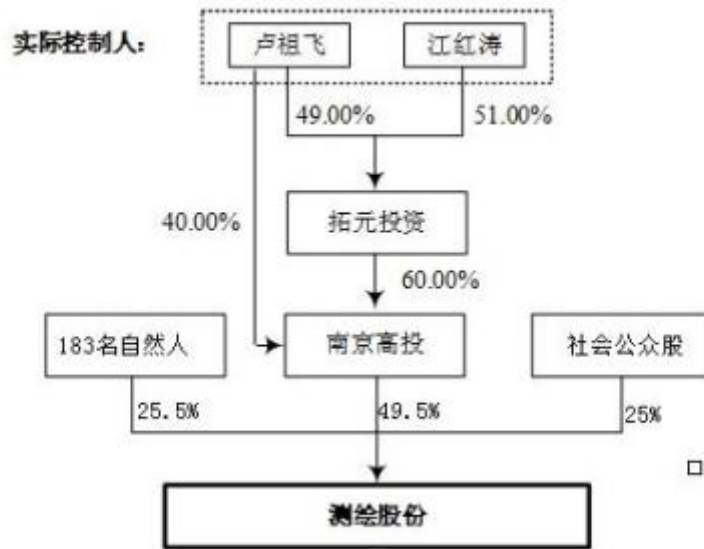 实际控制人：
卢祖飞
江红涛
49.00%
51.00%
拓元投资
40.00%
60.00%
183名自然人
南京高投
社会公众股
25.5%
49.5%
25%
测绘股份